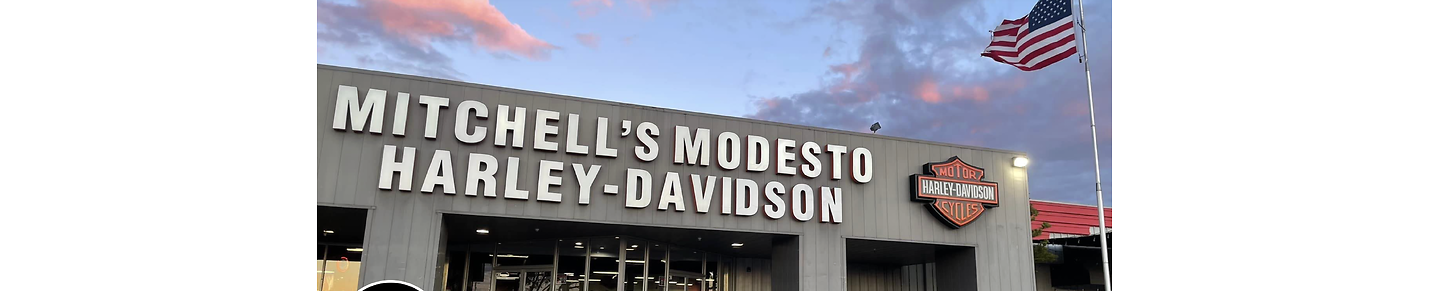 MITCHELL'S MODESTO
HARLEY-DAVIDSON
MOTOR
HARLEY-DAVIDSON
CYCLES